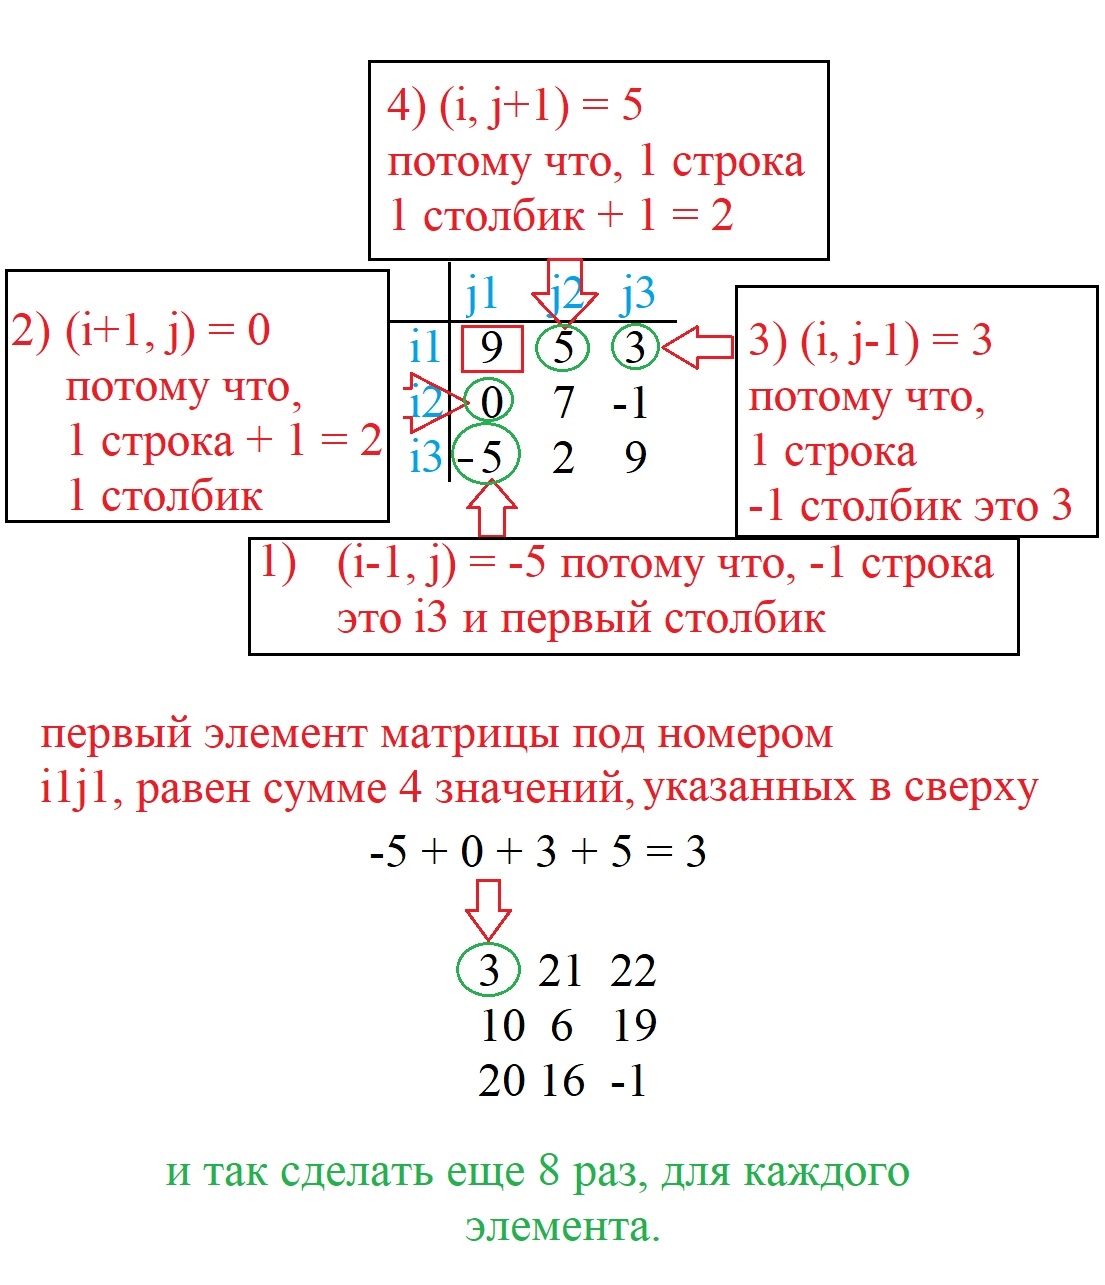 4) (i, j+1) = 5
потому что, 1 строка
1 столбик + 1 = 2
2) (i+1, j) = 0
потому что,
1 строка + 1 = 2
1 столбик
j1 j2 j3
i1 9 5 3
i2 0 7 -1
i3 -5 2 9
3) (i, j-1) = 3
потому что,
1 строка
-1 столбик это 3
1) (i-1, j) = -5 потому что, -1 строка
это i3 и первый столбик
первый элемент матрицы под номером
i1j1, равен сумме 4 значений, указанных в сверху
-5 + 0 + 3 + 5 = 3
3 21 22
10 6 19
20 16 -1
и так сделать еще 8 раз, для каждого
элемента.